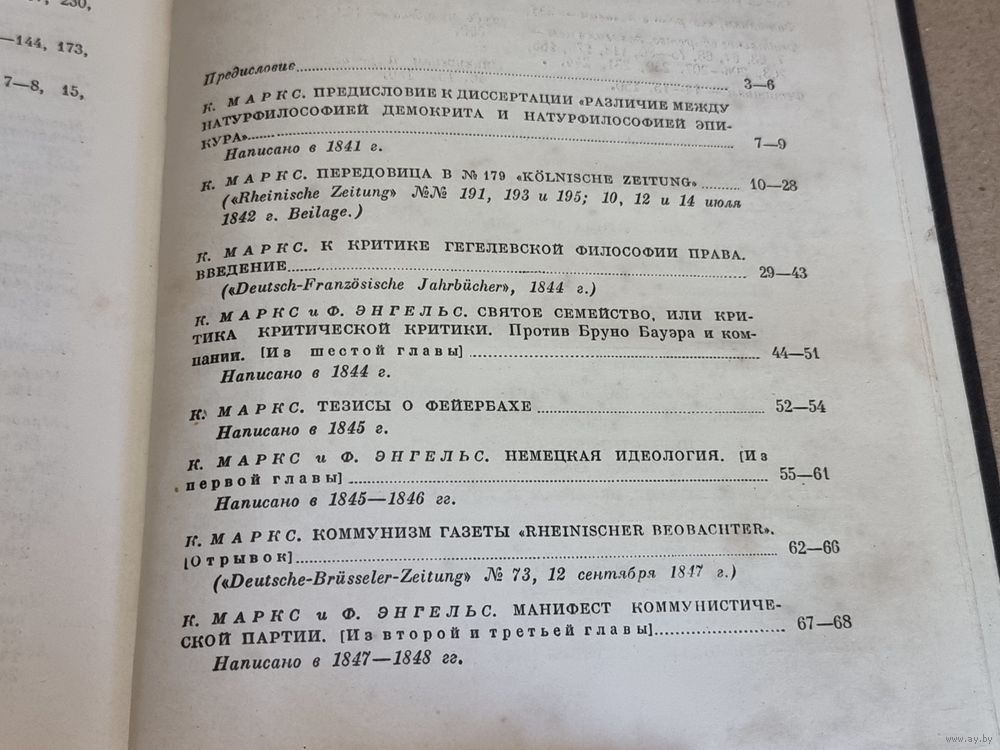 230,
—144, 173,
7—8, 15,
Предисловие 3—6
К. МАРКС. ПРЕДИСЛОВИЕ К ДИССЕРТАЦИИ «РАЗЛИЧИЕ МЕЖДУ
НАТУРФИЛОСОФИЕЙ ДЕМОКРИТА И НАТУРФИЛОСОФИЕЙ ЭПИ-
КУРА» 7—9
Написано в 1841 г.
К. МАРКС. ПЕРЕДОВИЦА В № 179 «KÖLNISCHE ZEITUNG» 10—28
(«Rheinische Zeitung» №№ 191, 193 и 195; 10, 12 и 14 июля
1842 г. Beilage.)
К. МАРКС. К КРИТИКЕ ГЕГЕЛЕВСКОЙ ФИЛОСОФИИ ПРАВА.
ВВЕДЕНИЕ 29—43
(«Deutsch-Französische Jahrbücher», 1844 г.)
К. МАРКС и Ф. ЭНГЕЛЬС. СВЯТОЕ СЕМЕЙСТВО, ИЛИ КРИ-
ТИКА КРИТИЧЕСКОЙ КРИТИКИ. Против Бруно Бауэра и ком-
пании. [Из шестой главы] 44—51
Написано в 1844 г.
К. МАРКС. ТЕЗИСЫ О ФЕЙЕРБАХЕ 52—54
Написано в 1845 г.
К. МАРКС и Ф. ЭНГЕЛЬС. НЕМЕЦКАЯ ИДЕОЛОГИЯ. [Из
первой главы] 55—61
Написано в 1845—1846 гг.
К. МАРКС. КОММУНИЗМ ГАЗЕТЫ «RHEINISCHER BEOBACHTER».
[Отрывок] 62—66
(«Deutsche-Brüsseler-Zeitung» № 73, 12 сентября 1847 г.)
К. МАРКС и Ф. ЭНГЕЛЬС. МАНИФЕСТ КОММУНИСТИЧЕ-
СКОЙ ПАРТИИ. [Из второй и третьей главы] 67—68
Написано в 1847—1848 гг.
www.ay.by